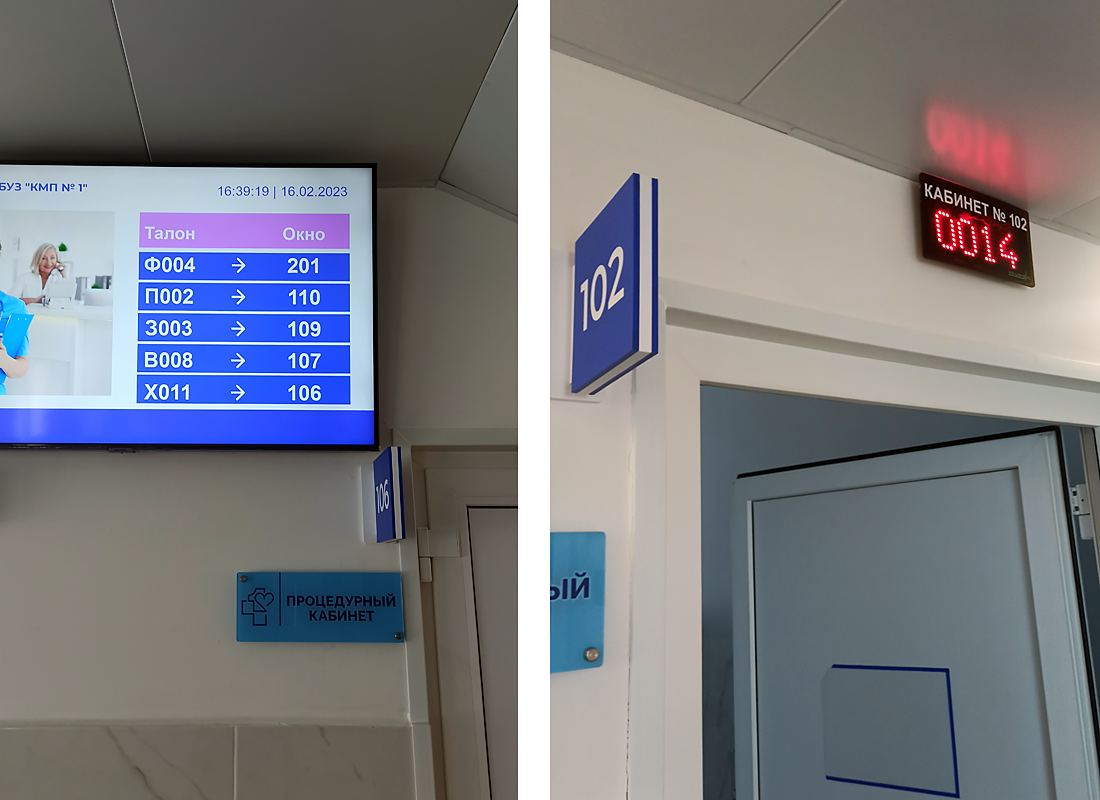 БУЗ "КМП № 1"
16:39:19 | 16.02.2023
Талон Окно
Ф004 → 201
П002 → 110
З003 → 109
В008 → 107
Х011 → 106
106
ПРОЦЕДУРНЫЙ
КАБИНЕТ
КАБИНЕТ № 102
0014
102
ЫЙ